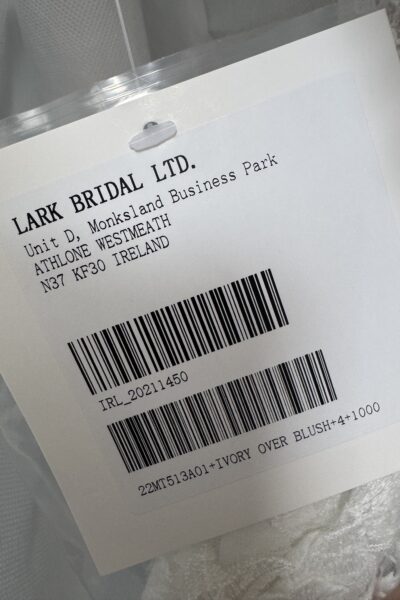 LARK BRIDAL LTD.
Unit D, Monksland Business Park
ATHLONE WESTMEATH
N37 KF30 IRELAND
IRL_20211450
22MT513A01+IVORY OVER BLUSH+4+1000